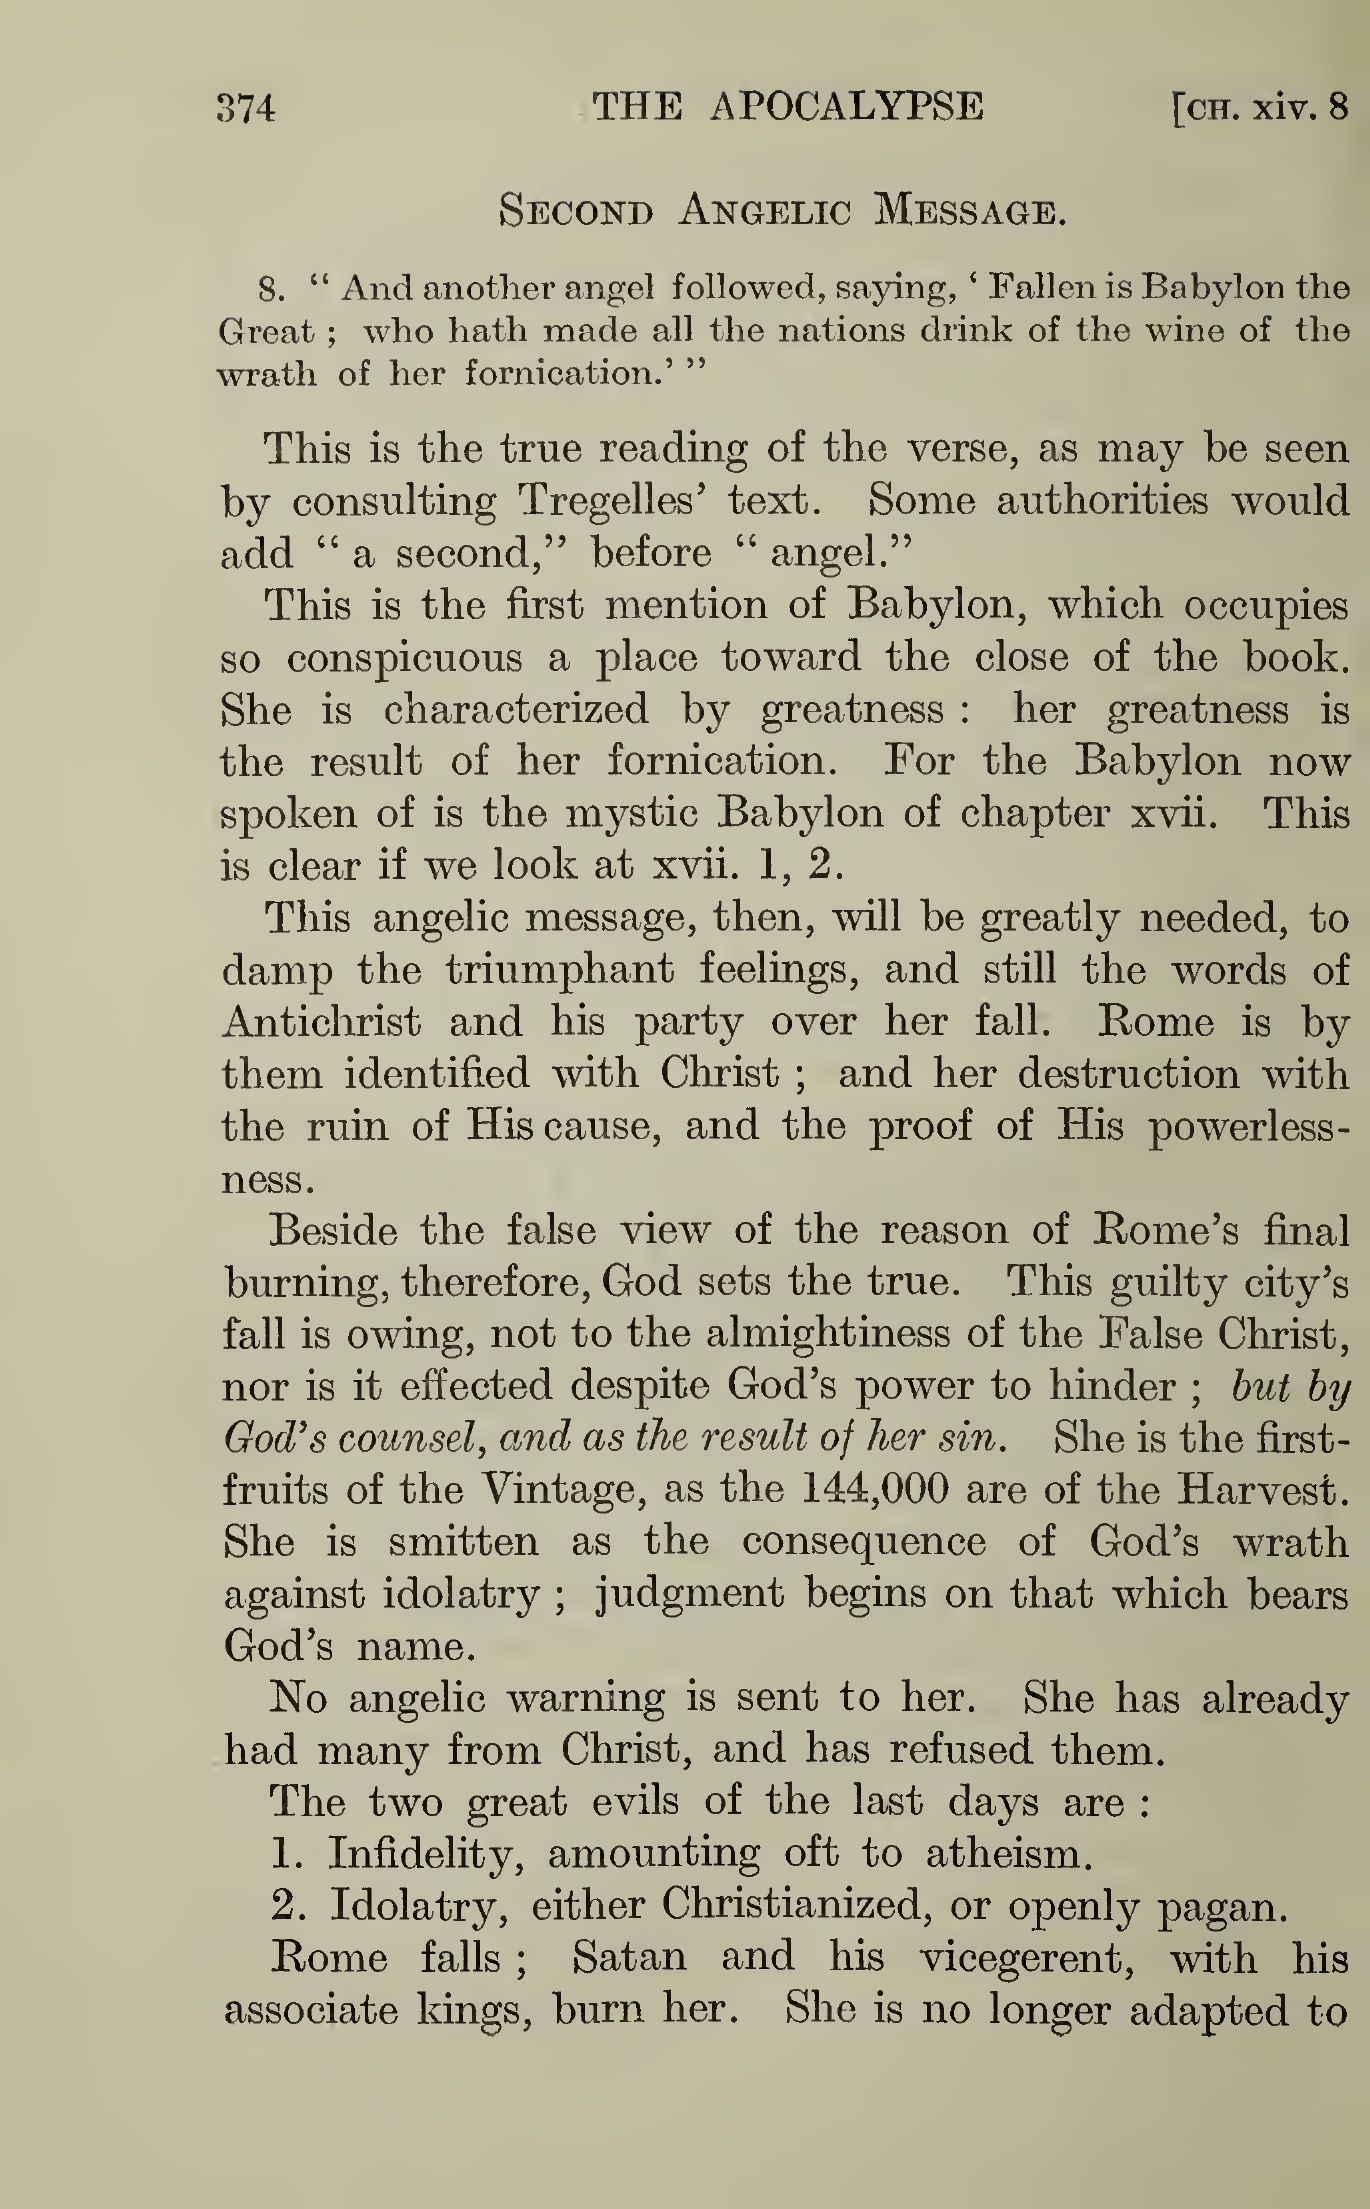 374 THE APOCALYPSE [CH. xiv. 8
SECOND ANGELIC MESSAGE.
8. “ And another angel followed, saying, ‘ Fallen is Babylon the
Great ; who hath made all the nations drink of the wine of the
wrath of her fornication.’ ”
This is the true reading of the verse, as may be seen
by consulting Tregelles’ text. Some authorities would
add “ a second,” before “ angel.”
This is the first mention of Babylon, which occupies
so conspicuous a place toward the close of the book.
She is characterized by greatness : her greatness is
the result of her fornication. For the Babylon now
spoken of is the mystic Babylon of chapter xvii. This
is clear if we look at xvii. 1, 2.
This angelic message, then, will be greatly needed, to
damp the triumphant feelings, and still the words of
Antichrist and his party over her fall. Rome is by
them identified with Christ ; and her destruction with
the ruin of His cause, and the proof of His powerless-
ness.
Beside the false view of the reason of Rome’s final
burning, therefore, God sets the true. This guilty city’s
fall is owing, not to the almightiness of the False Christ,
nor is it effected despite God’s power to hinder ; but by
God’s counsel, and as the result of her sin. She is the first-
fruits of the Vintage, as the 144,000 are of the Harvest.
She is smitten as the consequence of God’s wrath
against idolatry ; judgment begins on that which bears
God’s name.
No angelic warning is sent to her. She has already
had many from Christ, and has refused them.
The two great evils of the last days are :
1. Infidelity, amounting oft to atheism.
2. Idolatry, either Christianized, or openly pagan.
Rome falls ; Satan and his vicegerent, with his
associate kings, burn her. She is no longer adapted to